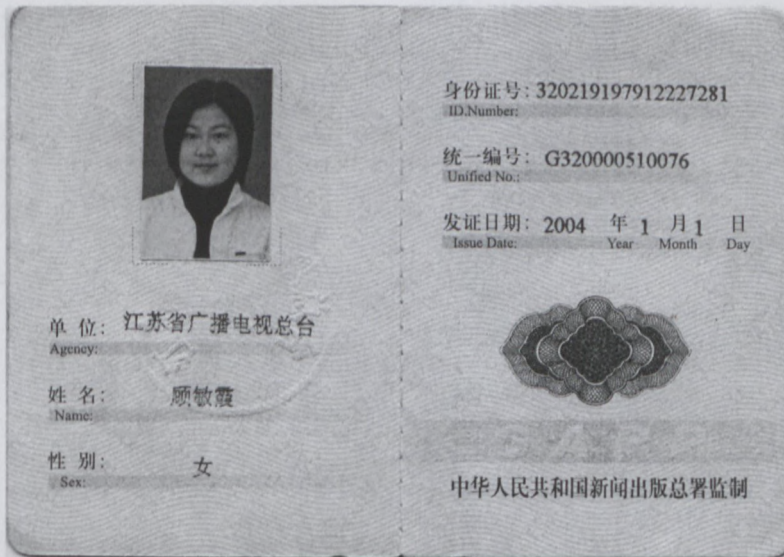 单 位: 江苏省广播电视总台
Agency:
姓 名: 顾敏霞
Name:
性 别: 女
Sex:
身份证号: 320219197912227281
ID.Number:
统一编号: G320000510076
Unified No.:
发证日期: 2004 年 1 月 1 日
Issue Date: Year Month Day
中华人民共和国新闻出版总署监制